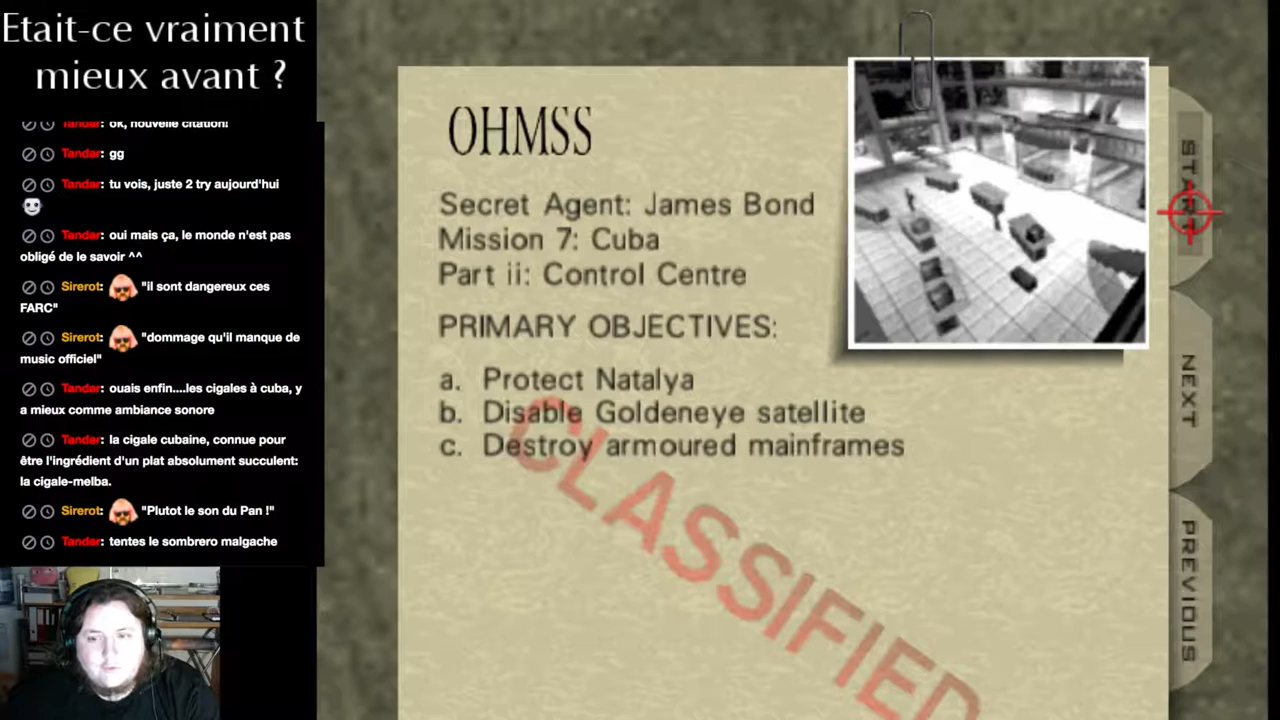 Etait-ce vraiment
mieux avant ?
Tandar: ok, nouvelle citation!
Tandar: gg
Tandar: tu vois, juste 2 try aujourd'hui
Tandar: oui mais ça, le monde n'est pas
obligé de le savoir ^^
Sirerot: "il sont dangereux ces
FARC"
Sirerot: "dommage qu'il manque de
music officiel"
Tandar: ouais enfin....les cigales à cuba, y
a mieux comme ambiance sonore
Tandar: la cigale cubaine, connue pour
être l'ingrédient d'un plat absolument succulent:
la cigale-melba.
Sirerot: "Plutot le son du Pan !"
Tandar: tentes le sombrero malgache
OHMSS
Secret Agent: James Bond
Mission 7: Cuba
Part ii: Control Centre
PRIMARY OBJECTIVES:
a. Protect Natalya
b. Disable Goldeneye satellite
c. Destroy armoured mainframes
CLASSIFIED
START
NEXT
PREVIOUS